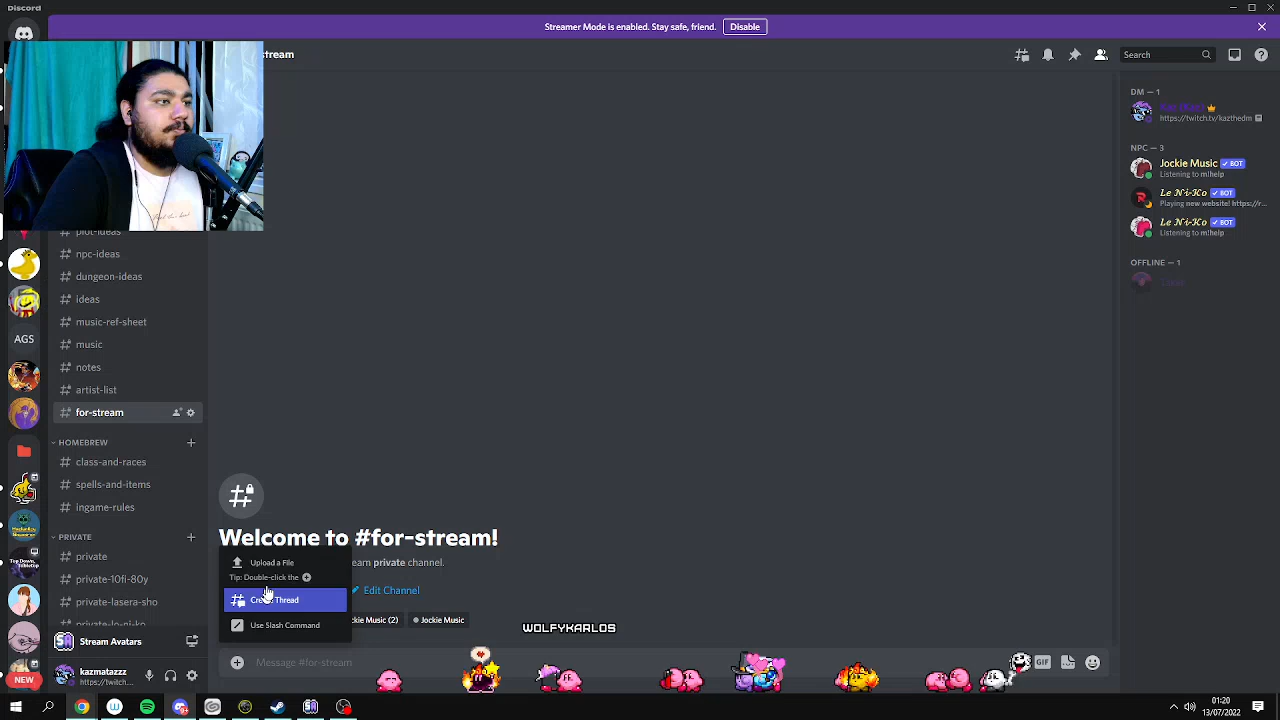 Discord
Streamer Mode is enabled. Stay safe, friend. Disable
stream
Search
plot-ideas
npc-ideas
dungeon-ideas
ideas
music-ref-sheet
music
notes
artist-list
for-stream
HOMEBREW
class-and-races
spells-and-items
ingame-rules
PRIVATE
private
private-10fi-80y
private-lasera-sho
Stream Avatars
kazmatazzz
https://twitch...
AGS
NEW
Welcome to #for-stream!
private channel.
Edit Channel
Jockie Music (2)
Jockie Music
Upload a File
Tip: Double-click the
Create Thread
Use Slash Command
WOLFYKARLOS
Message #for-stream
GIF
DM — 1
https://twitch.tv/kazthedm
NPC — 3
Jockie Music BOT
Listening to m!help
Le Ni-Ko BOT
Playing new website! https://r...
Le Ni-Ko BOT
Listening to m!help
OFFLINE — 1
01:20
13/07/2022